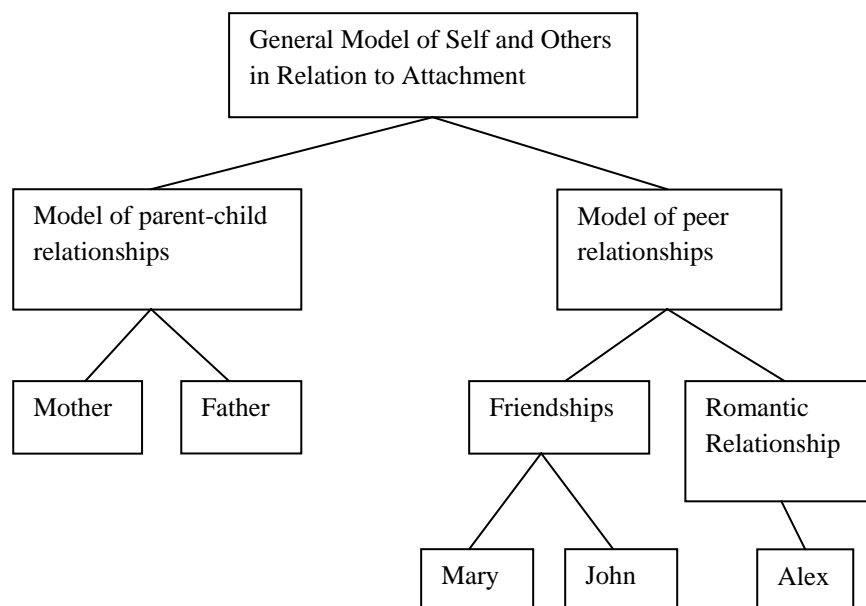 General Model of Self and Others
in Relation to Attachment
Model of parent-child
relationships
Model of peer
relationships
Mother
Father
Friendships
Romantic
Relationship
Mary
John
Alex